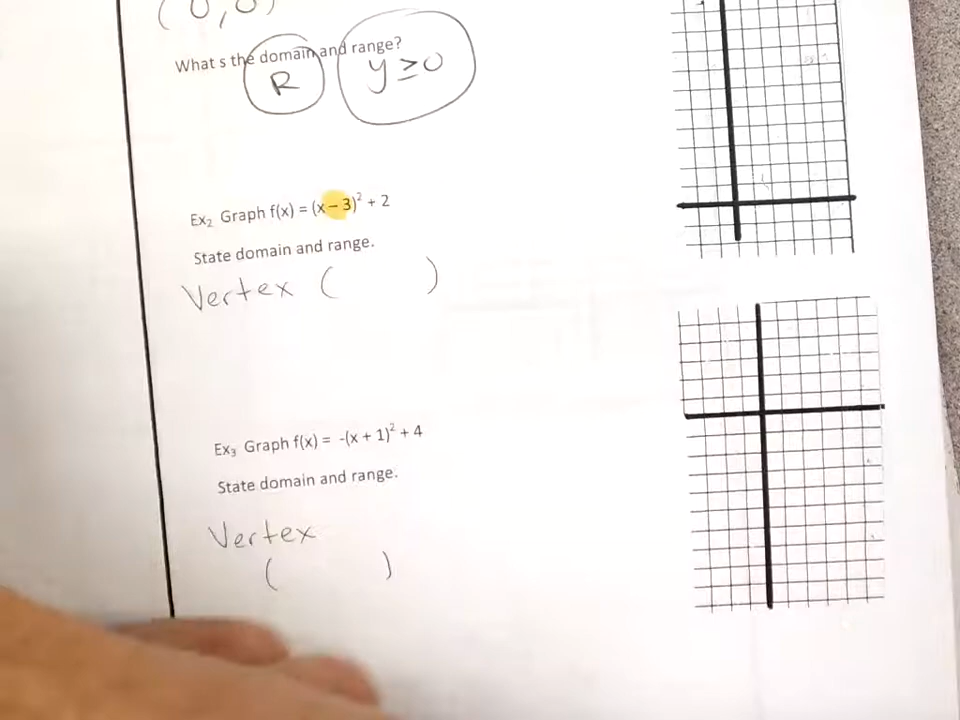 (0,0)
What s the domain and range?
R y≥0
Ex₂ Graph f(x) = (x – 3)² + 2
State domain and range.
Vertex ( )
Ex₃ Graph f(x) = -(x + 1)² + 4
State domain and range.
Vertex
( )